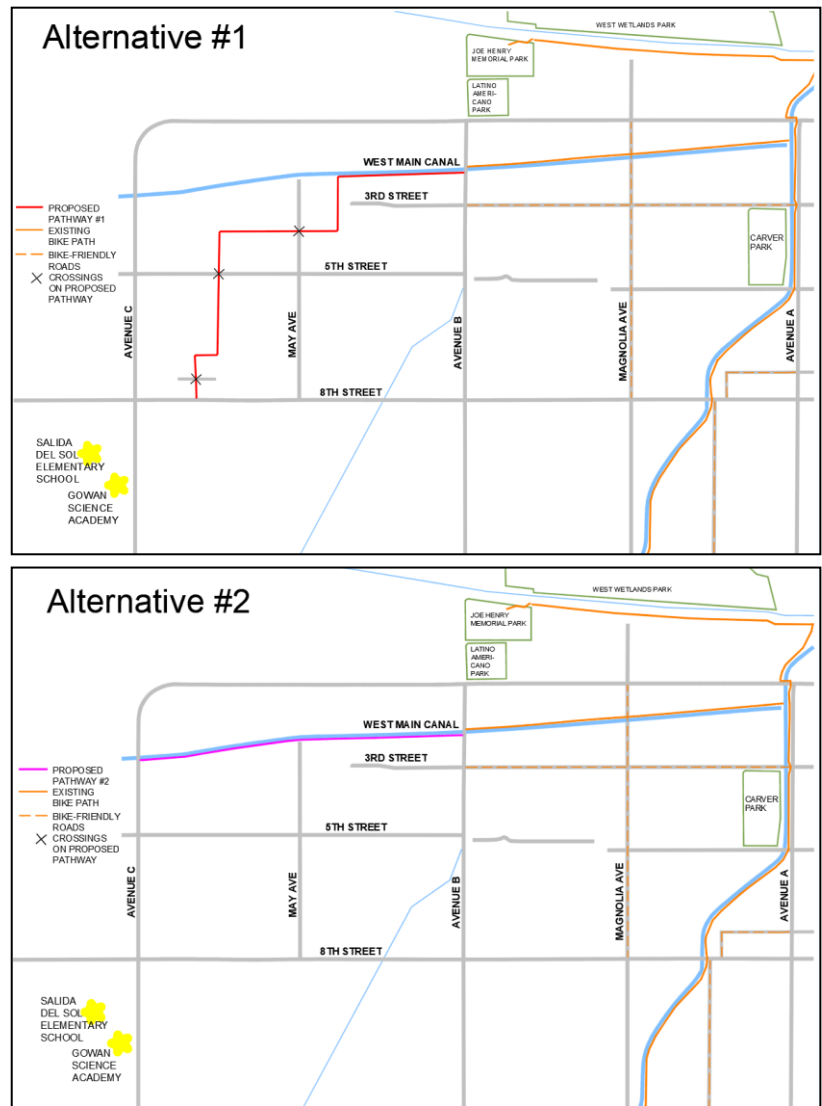 Alternative #1
WEST WETLANDS PARK
JOE HENRY
MEMORIAL PARK
LATINO
AMERI-
CANO
PARK
WEST MAIN CANAL
3RD STREET
PROPOSED
PATHWAY #1
EXISTING
BIKE PATH
BIKE-FRIENDLY
ROADS
CROSSINGS
ON PROPOSED
PATHWAY
CARVER
PARK
5TH STREET
AVENUE C
MAY AVE
AVENUE B
MAGNOLIA AVE
AVENUE A
8TH STREET
SALIDA
DEL SOL
ELEMENTARY
SCHOOL
GOWAN
SCIENCE
ACADEMY
Alternative #2
WEST WETLANDS PARK
JOE HENRY
MEMORIAL PARK
LATINO
AMERI-
CANO
PARK
WEST MAIN CANAL
3RD STREET
PROPOSED
PATHWAY #2
EXISTING
BIKE PATH
BIKE-FRIENDLY
ROADS
CROSSINGS
ON PROPOSED
PATHWAY
CARVER
PARK
5TH STREET
AVENUE C
MAY AVE
AVENUE B
MAGNOLIA AVE
AVENUE A
8TH STREET
SALIDA
DEL SOL
ELEMENTARY
SCHOOL
GOWAN
SCIENCE
ACADEMY